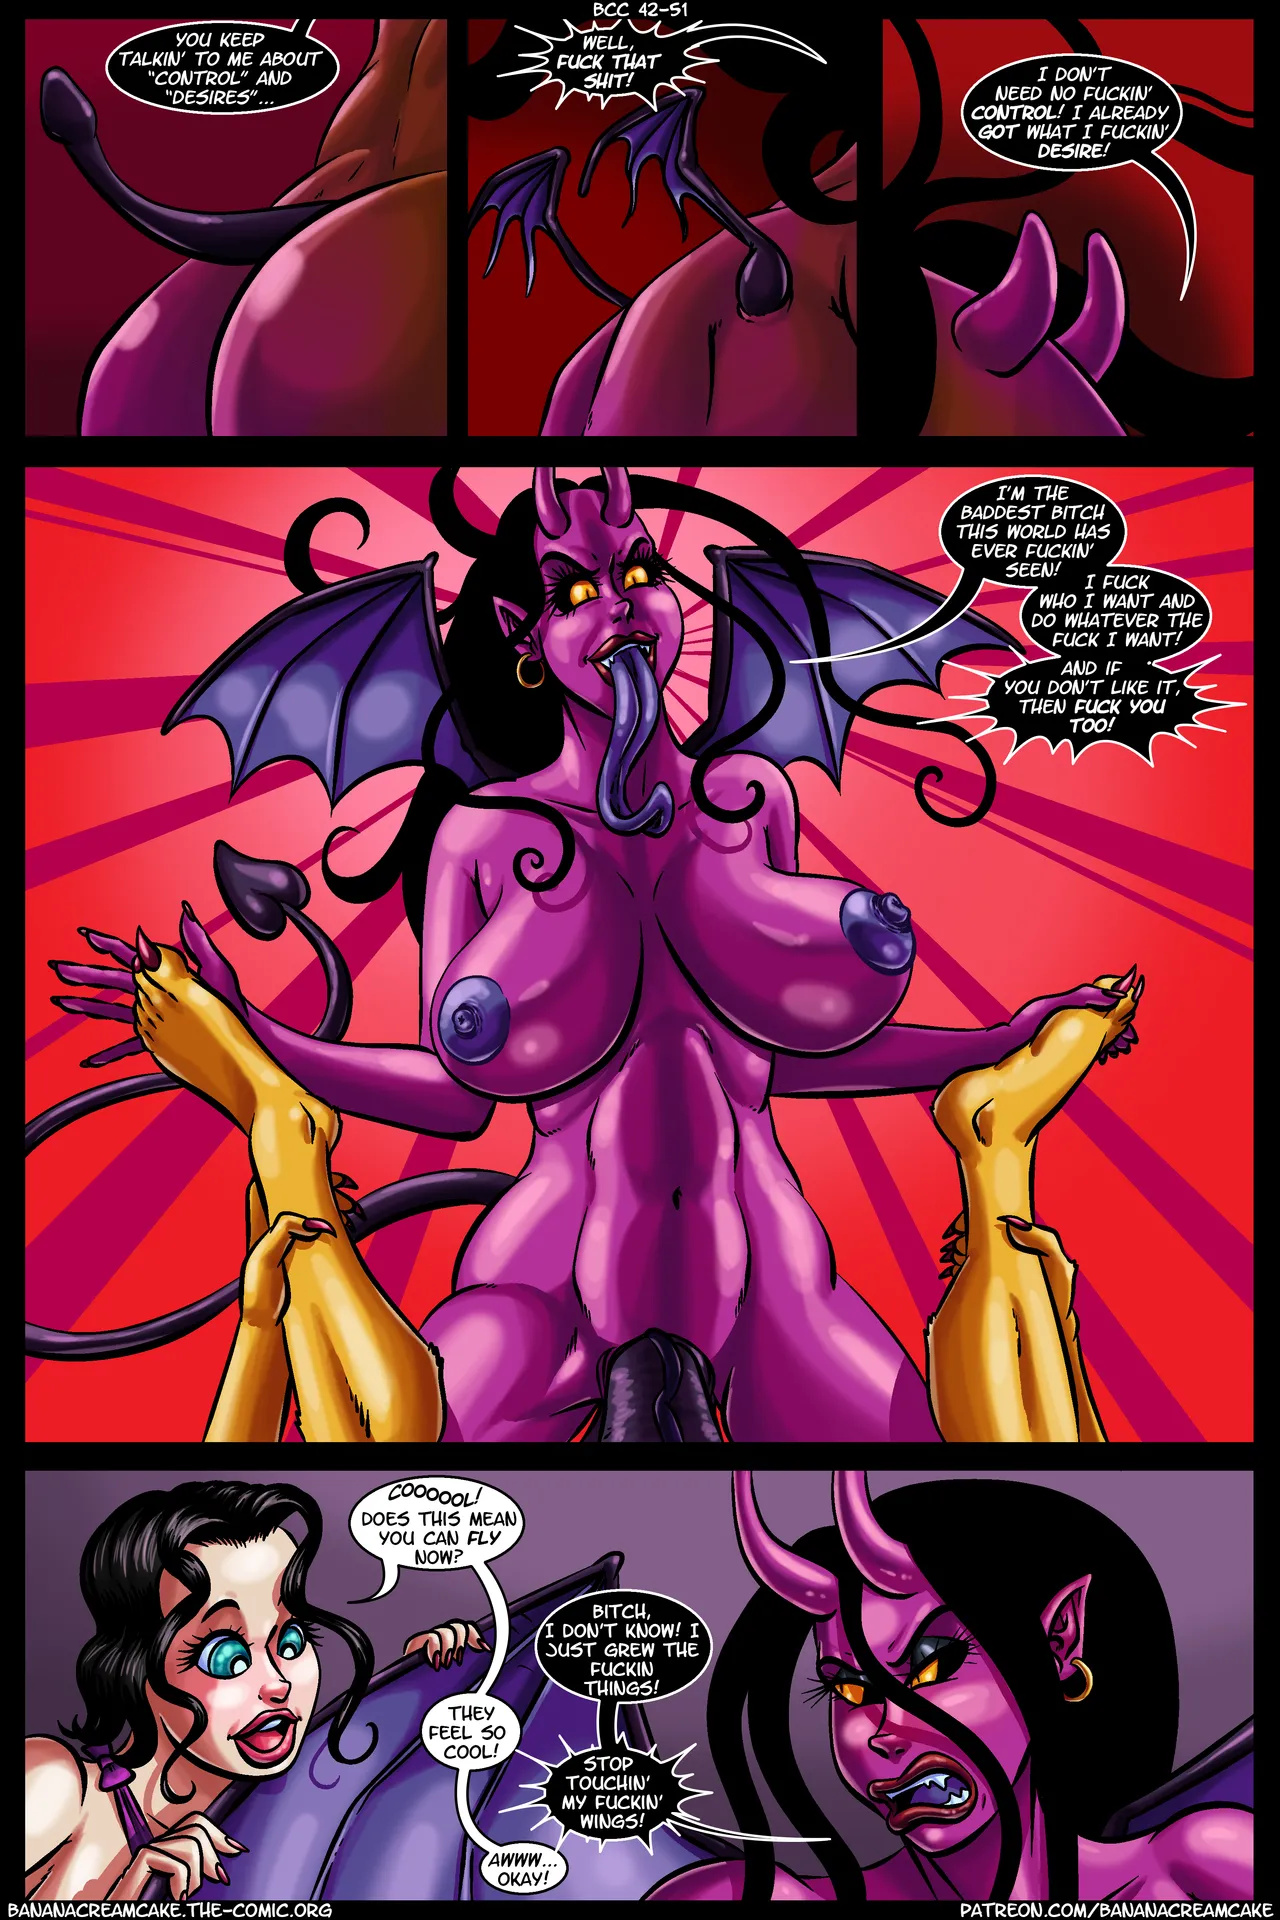 BCC 42-51
YOU KEEP
TALKIN' TO ME ABOUT
"CONTROL" AND
"DESIRES"...
WELL,
FUCK THAT
SHIT!
I DON'T
NEED NO FUCKIN'
CONTROL! I ALREADY
GOT WHAT I FUCKIN'
DESIRE!
I'M THE
BADDEST BITCH
THIS WORLD HAS
EVER FUCKIN'
SEEN!
I FUCK
WHO I WANT AND
DO WHATEVER THE
FUCK I WANT!
AND IF
YOU DON'T LIKE IT,
THEN FUCK YOU
TOO!
COOOOOL!
DOES THIS MEAN
YOU CAN FLY
NOW?
BITCH,
I DON'T KNOW! I
JUST GREW THE
FUCKIN
THINGS!
THEY
FEEL SO
COOL!
STOP
TOUCHIN'
MY FUCKIN'
WINGS!
AWWW...
OKAY!
BANANACREAMCAKE.THE-COMIC.ORG
PATREON.COM/BANANACREAMCAKE